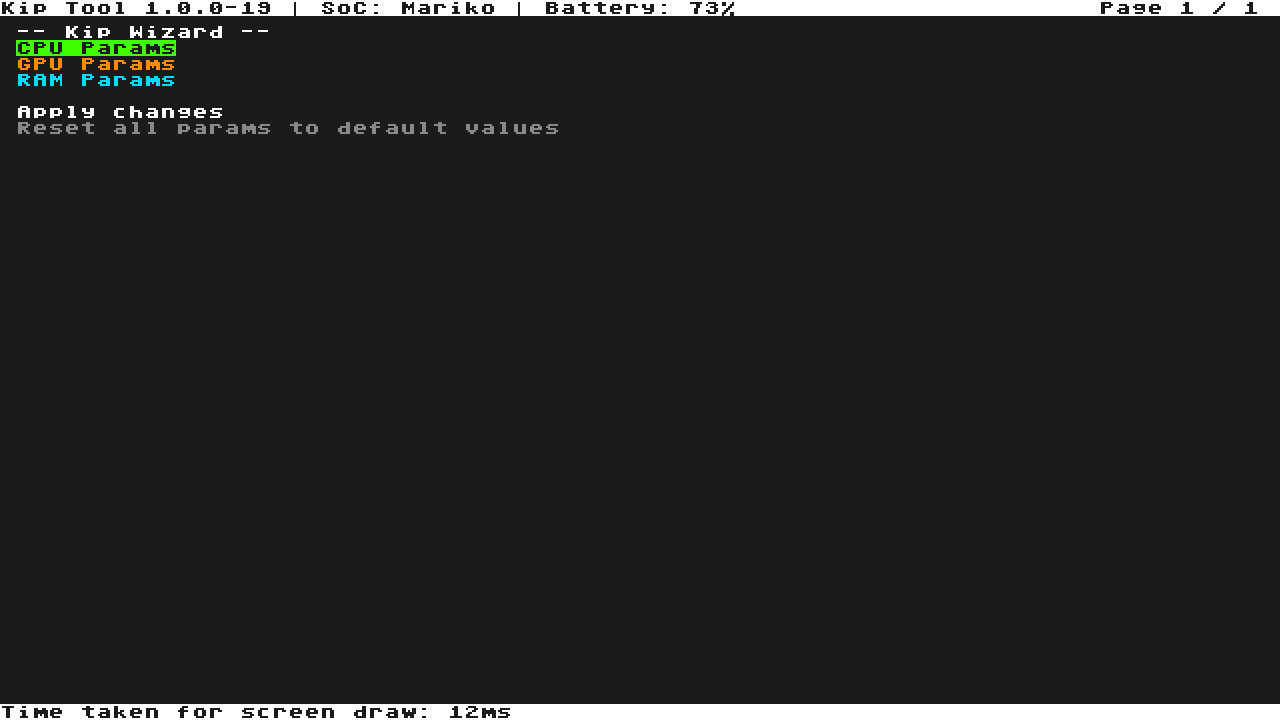 Kip Tool 1.0.0-19 | SoC: Mariko | Battery: 73% Page 1 / 1
-- Kip Wizard --
CPU Params
GPU Params
RAM Params
Apply changes
Reset all params to default values
Time taken for screen draw: 12ms